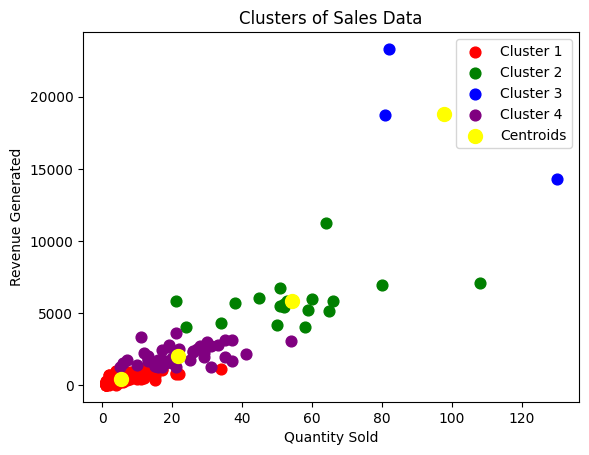 Clusters of Sales Data
Cluster 1
Cluster 2
Cluster 3
Cluster 4
Centroids
Revenue Generated
20000
15000
10000
5000
0
0 20 40 60 80 100 120
Quantity Sold